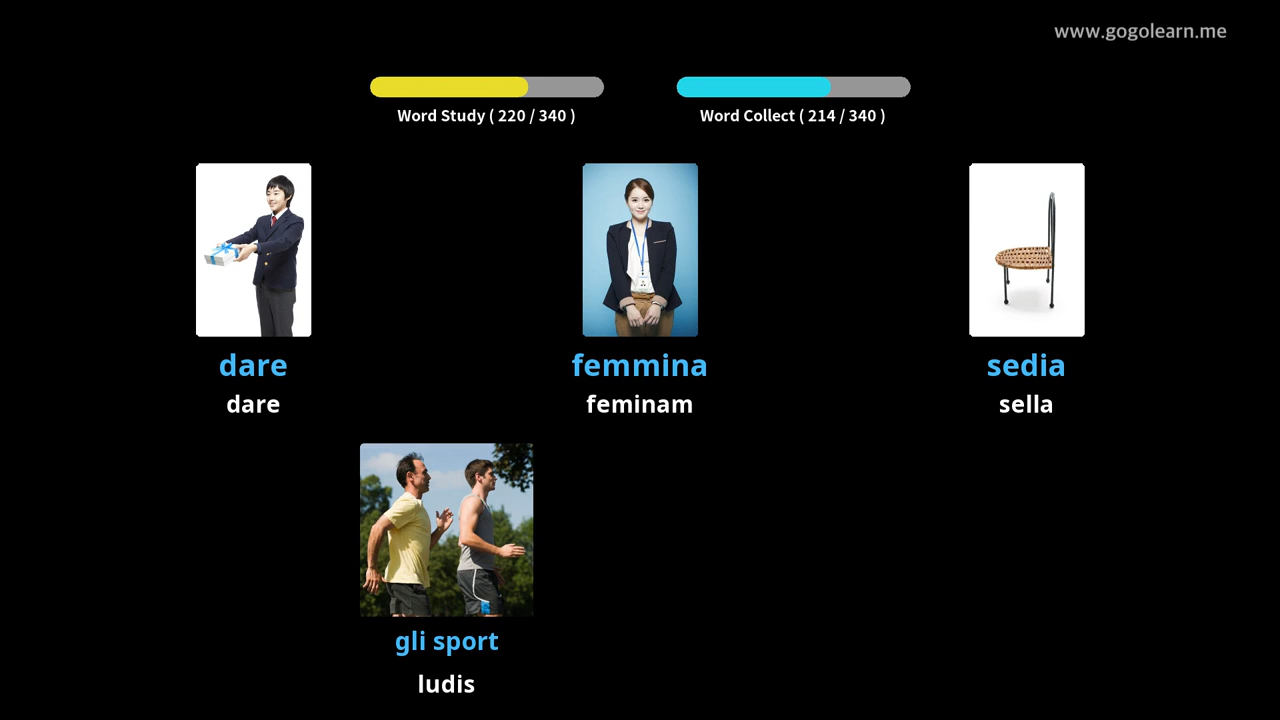 www.gogolearn.me
Word Study ( 220 / 340 )
Word Collect ( 214 / 340 )
dare
femmina
sedia
dare
feminam
sella
gli sport
ludis